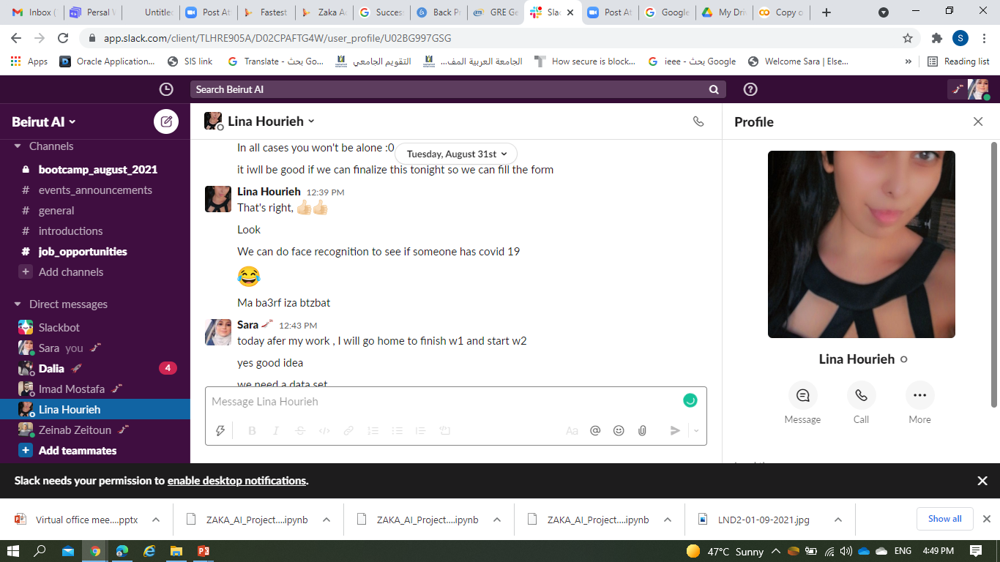 Inbox (
Persal W
Untitled
Post At
Fastest
Zaka Ac
Succes
Back Pr
GRE Ge
Slac
Post At
Google
My Driv
Copy o
app.slack.com/client/TLHRE905A/D02CPAFTG4W/user_profile/U02BG997GSG
S
Apps
Oracle Application...
SIS link
Translate - بحث Go...
التقويم الجامعي
الجامعة العربية المف...
How secure is block...
ieee - بحث Google
Welcome Sara | Else...
»
Reading list
Search Beirut AI
Beirut AI
Lina Hourieh
Profile
Channels
bootcamp_august_2021
# events_announcements
# general
# introductions
# job_opportunities
+ Add channels
Direct messages
Slackbot
Sara you
Dalia 4
Imad Mostafa
Lina Hourieh
Zeinab Zeitoun
+ Add teammates
In all cases you won't be alone :0
Tuesday, August 31st
it iwll be good if we can finalize this tonight so we can fill the form
Lina Hourieh 12:39 PM
That's right, 👍🏻👍🏻
Look
We can do face recognition to see if someone has covid 19
😂
Ma ba3rf iza btzbat
Sara 12:43 PM
today afer my work , I will go home to finish w1 and start w2
yes good idea
we need a data set
Message Lina Hourieh
B I S </> Aa @
Lina Hourieh
Message
Call
More
Slack needs your permission to enable desktop notifications.
Virtual office mee....pptx
ZAKA_AI_Project....ipynb
ZAKA_AI_Project....ipynb
ZAKA_AI_Project....ipynb
LND2-01-09-2021.jpg
Show all
47°C Sunny
ENG
4:49 PM